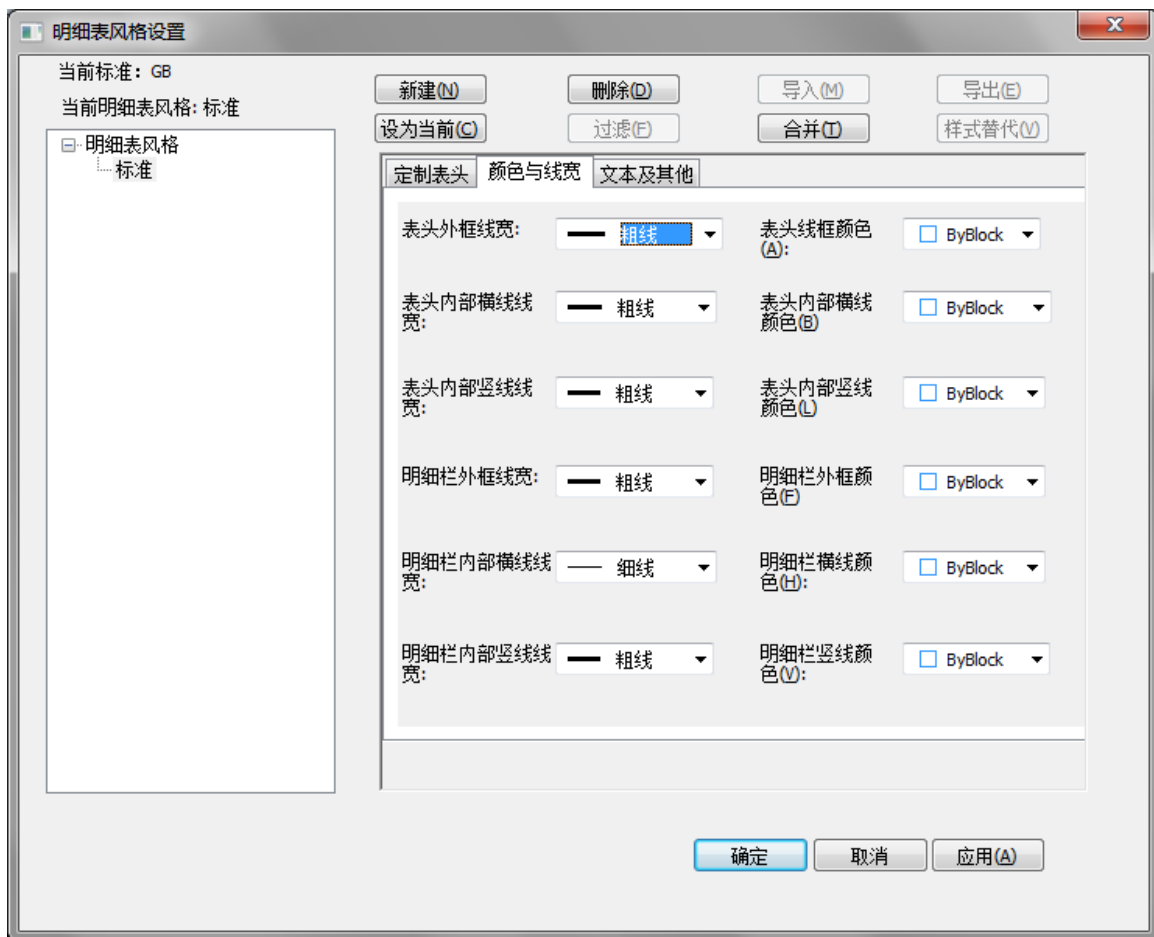 明细表风格设置
当前标准: GB
当前明细表风格: 标准
明细表风格
标准
新建(N) 删除(D) 导入(M) 导出(E)
设为当前(C) 过滤(F) 合并(T) 样式替代(V)
定制表头 颜色与线宽 文本及其他
表头外框线宽: 粗线 表头线框颜色
(A): ByBlock
表头内部横线线
宽: 粗线 表头内部横线
颜色(B) ByBlock
表头内部竖线线
宽: 粗线 表头内部竖线
颜色(L) ByBlock
明细栏外框线宽: 粗线 明细栏外框颜
色(F) ByBlock
明细栏内部横线线
宽: 细线 明细栏横线颜
色(H): ByBlock
明细栏内部竖线线
宽: 粗线 明细栏竖线颜
色(V): ByBlock
确定 取消 应用(A)